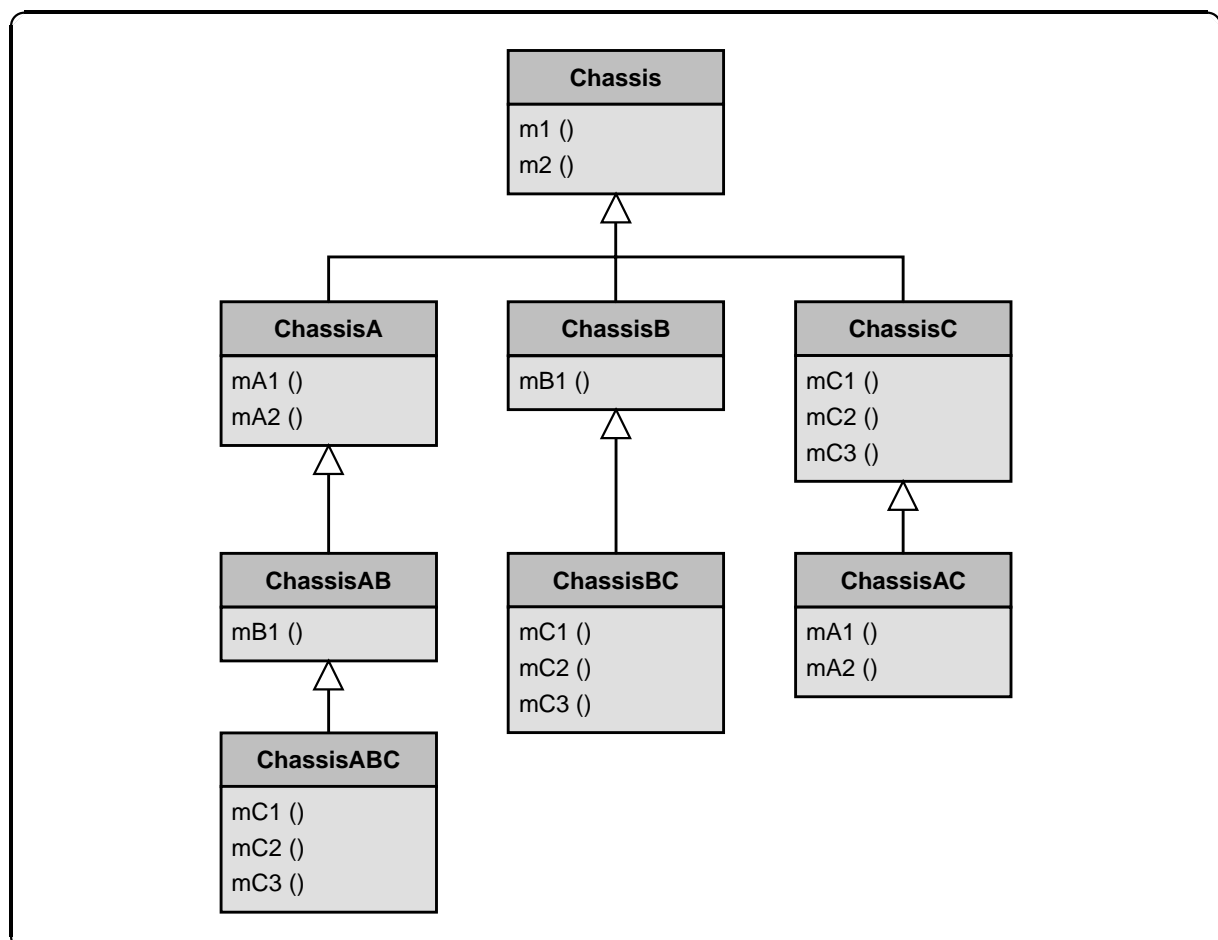 Chassis
m1 ()
m2 ()
ChassisA
mA1 ()
mA2 ()
ChassisB
mB1 ()
ChassisC
mC1 ()
mC2 ()
mC3 ()
ChassisAB
mB1 ()
ChassisBC
mC1 ()
mC2 ()
mC3 ()
ChassisAC
mA1 ()
mA2 ()
ChassisABC
mC1 ()
mC2 ()
mC3 ()